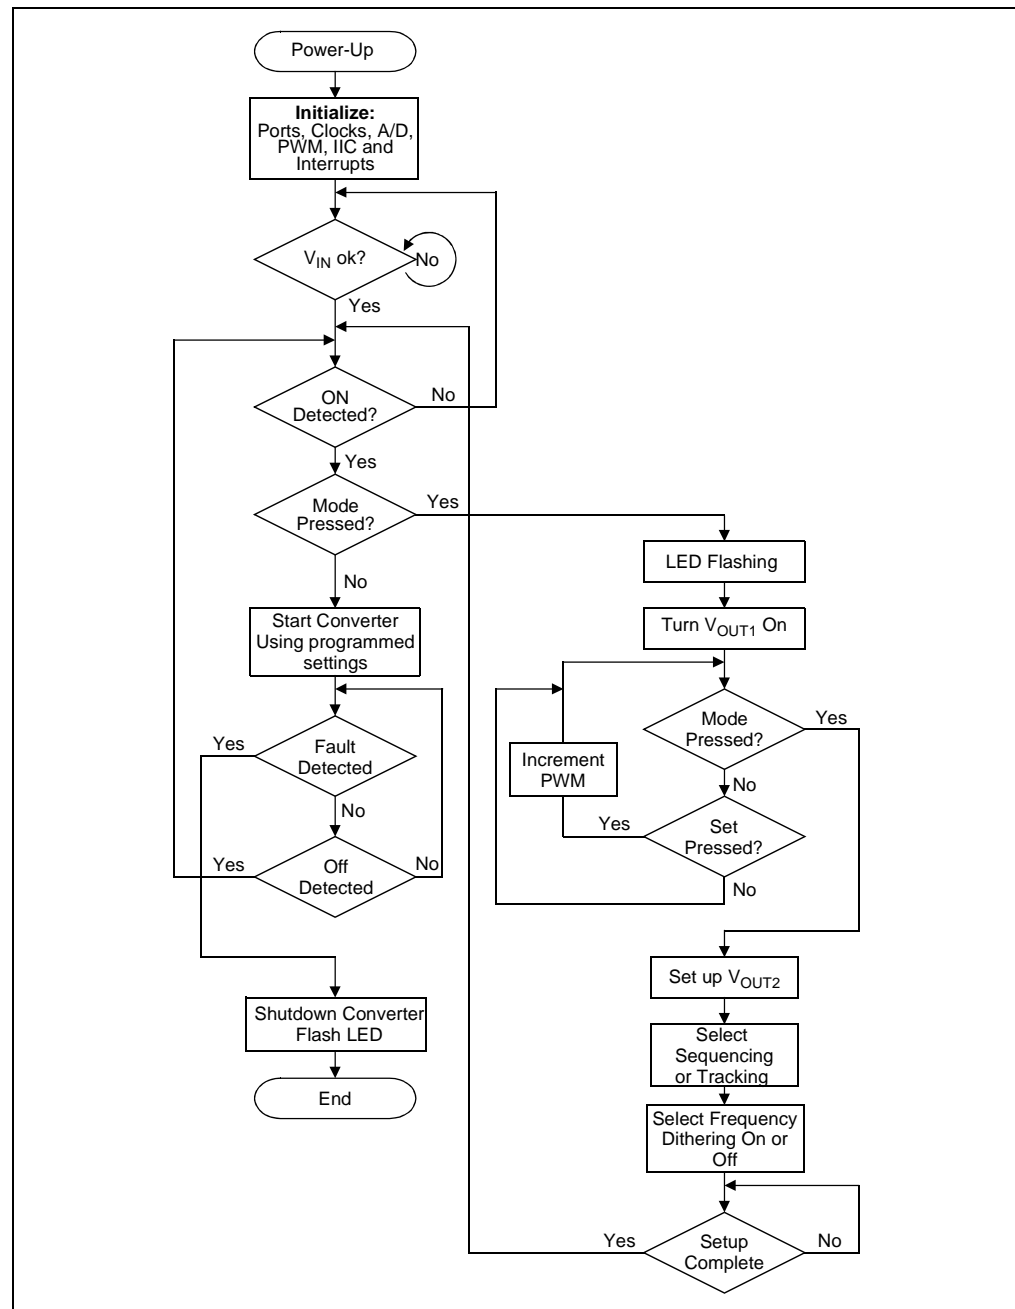 Power-Up
Initialize:
Ports, Clocks, A/D,
PWM, IIC and
Interrupts
VIN ok?
No
Yes
ON
Detected?
No
Yes
Mode
Pressed?
Yes
No
Start Converter
Using programmed
settings
Fault
Detected
Yes
No
Off
Detected
Yes
No
Shutdown Converter
Flash LED
End
LED Flashing
Turn VOUT1 On
Mode
Pressed?
Yes
No
Increment
PWM
Set
Pressed?
Yes
No
Set up VOUT2
Select
Sequencing
or Tracking
Select Frequency
Dithering On or
Off
Setup
Complete
Yes
No